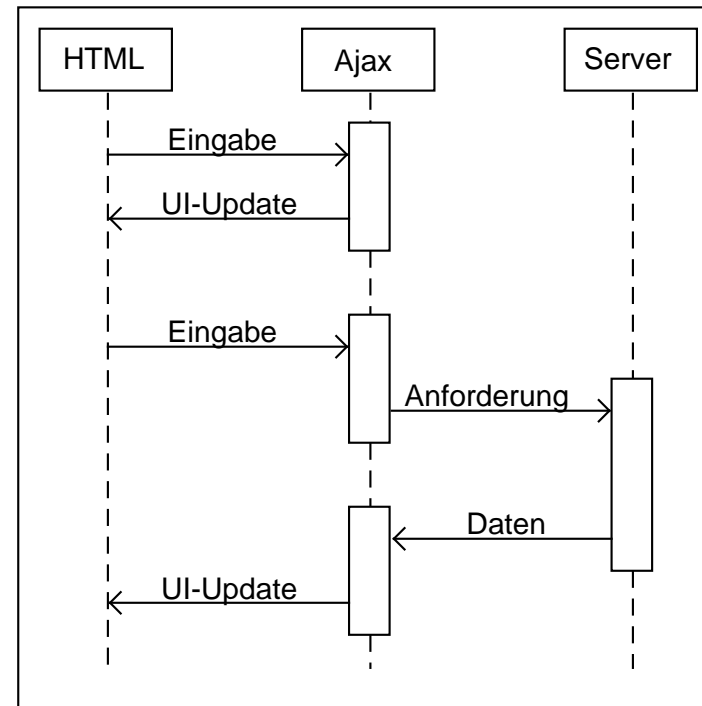 HTML
Ajax
Server
Eingabe
UI-Update
Eingabe
Anforderung
Daten
UI-Update